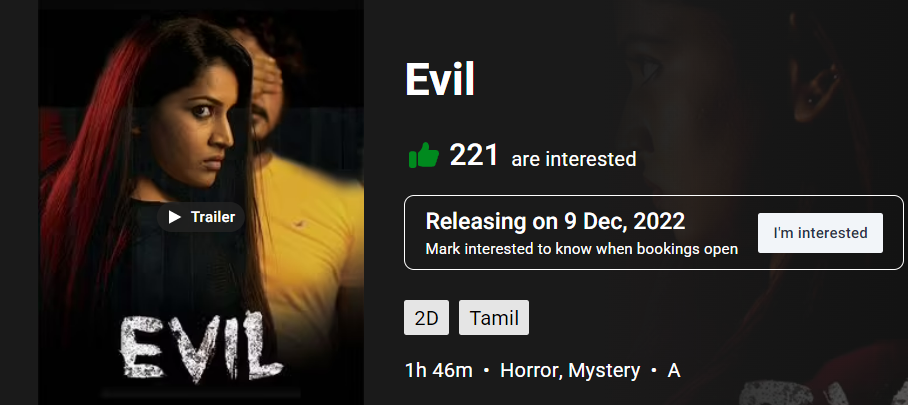 Trailer
EVIL
Evil
221 are interested
Releasing on 9 Dec, 2022
Mark interested to know when bookings open
I'm interested
2D
Tamil
1h 46m • Horror, Mystery • A